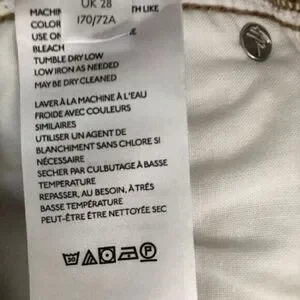 UK 28
170/72A
MACHIN TH LIKE
COLOR
USE ON
BLEACH
TUMBLE DRY LOW
LOW IRON AS NEEDED
MAY BE DRY CLEANED
LAVER À LA MACHINE À L'EAU
FROIDE AVEC COULEURS
SIMILAIRES
UTILISER UN AGENT DE
BLANCHIMENT SANS CHLORE SI
NÉCESSAIRE
SECHER PAR CULBUTAGE À BASSE
TEMPERATURE
REPASSER, AU BESOIN, À TRÉS
BASSE TEMPÉRATURE
PEUT-ÊTRE ÊTRE NETTOYÉE SEC